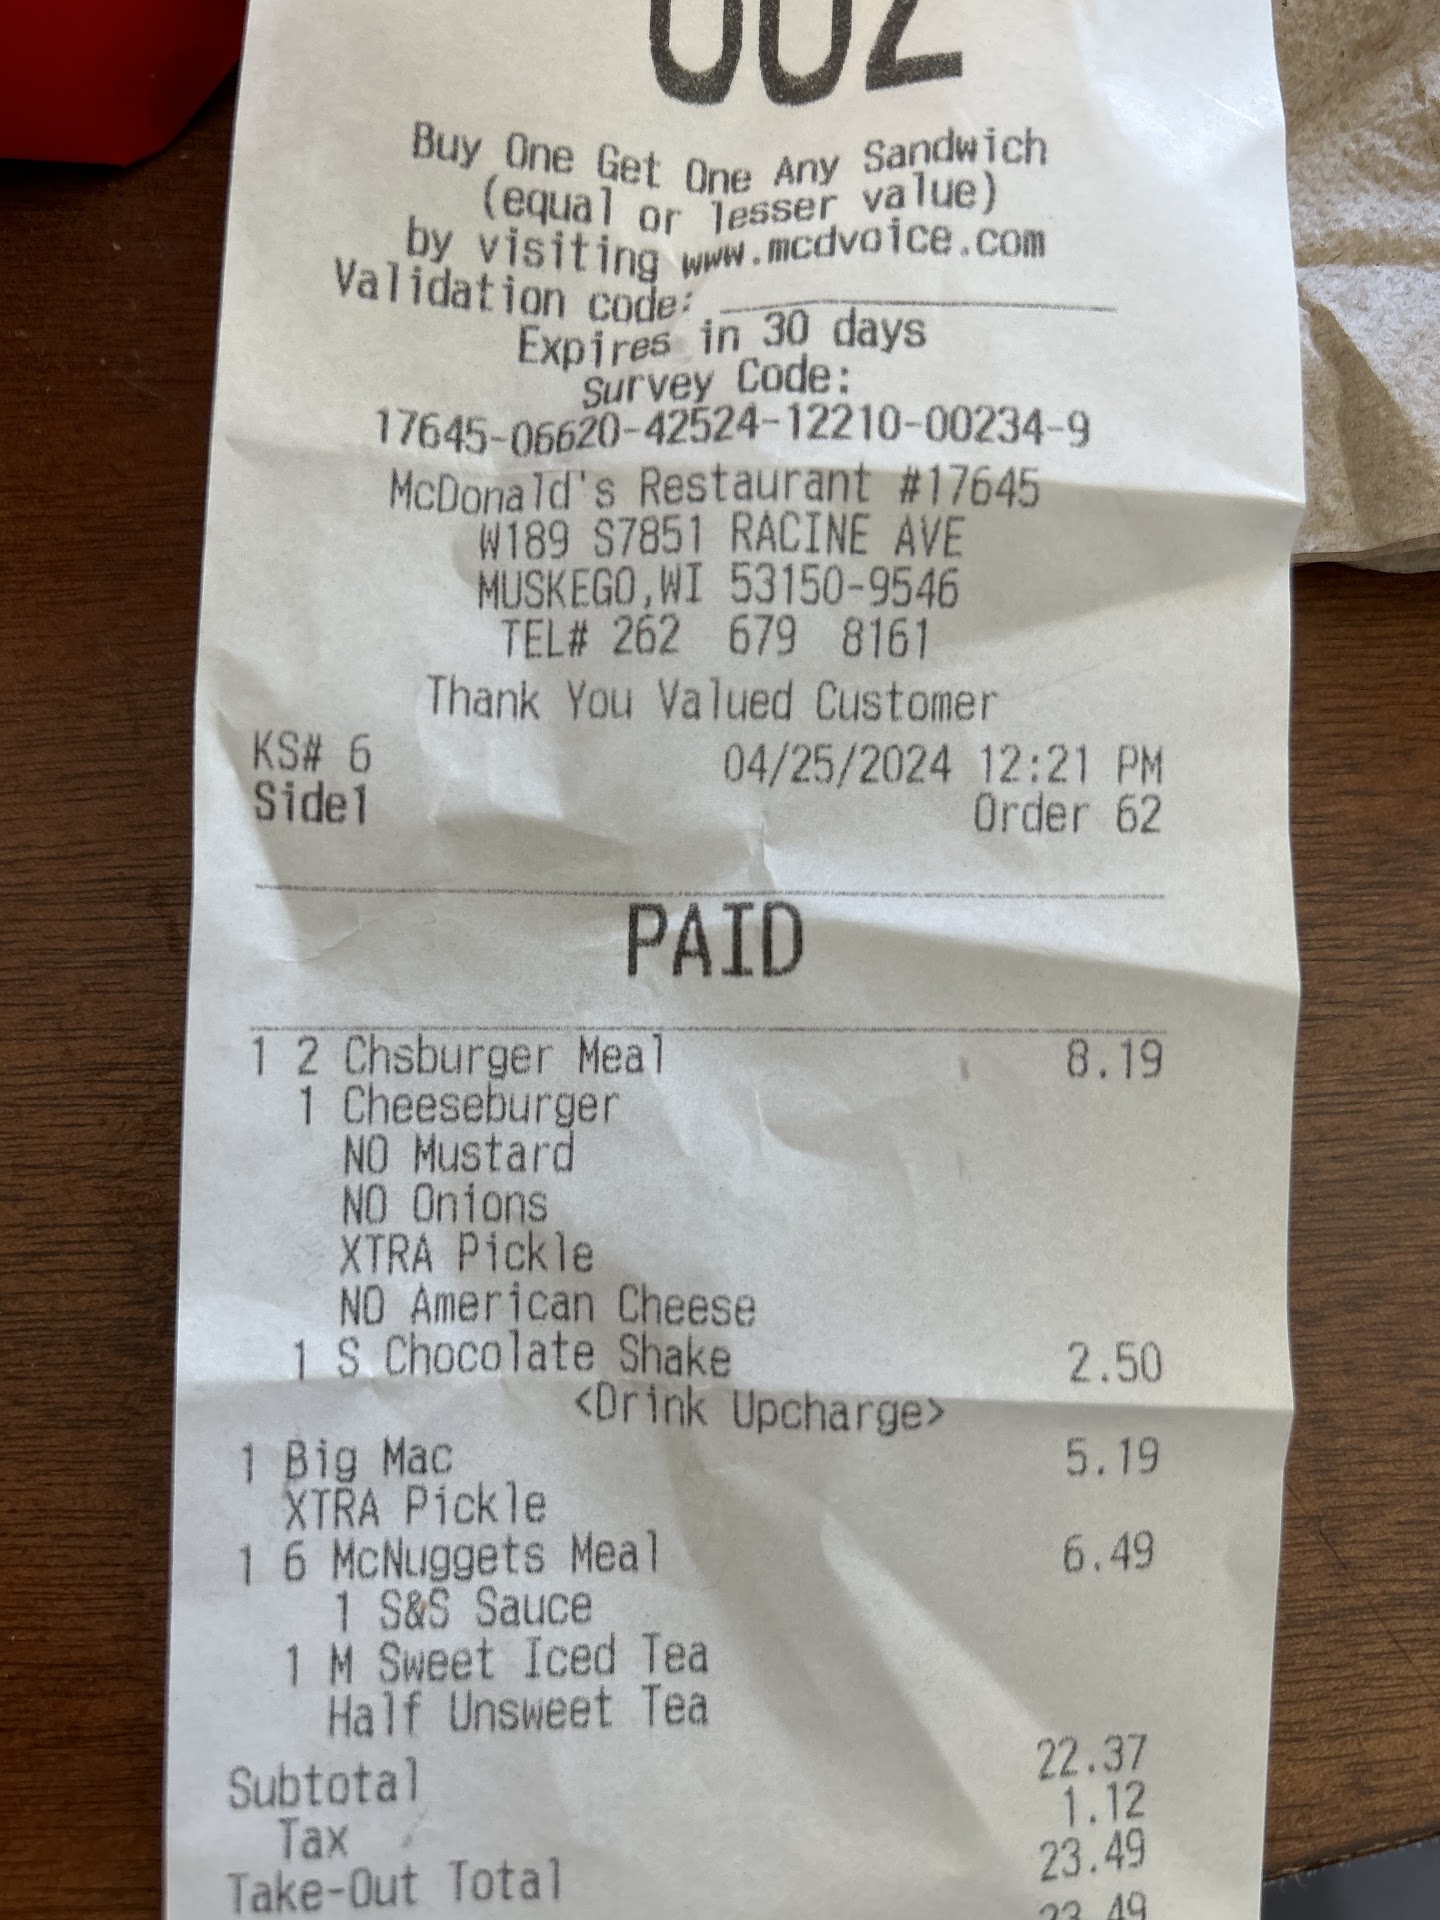 002
Buy One Get One Any Sandwich
(equal or lesser value)
by visiting www.mcdvoice.com
Validation code:
Expires in 30 days
Survey Code:
17645-06620-42524-12210-00234-9
McDonald's Restaurant #17645
W189 S7851 RACINE AVE
MUSKEGO,WI 53150-9546
TEL# 262 679 8161
Thank You Valued Customer
KS# 6 04/25/2024 12:21 PM
Side1 Order 62
PAID
1 2 Chsburger Meal 8.19
1 Cheeseburger
NO Mustard
NO Onions
XTRA Pickle
NO American Cheese
1 S Chocolate Shake 2.50
<Drink Upcharge>
1 Big Mac 5.19
XTRA Pickle
1 6 McNuggets Meal 6.49
1 S&S Sauce
1 M Sweet Iced Tea
Half Unsweet Tea
Subtotal 22.37
Tax 1.12
Take-Out Total 23.49
23.49